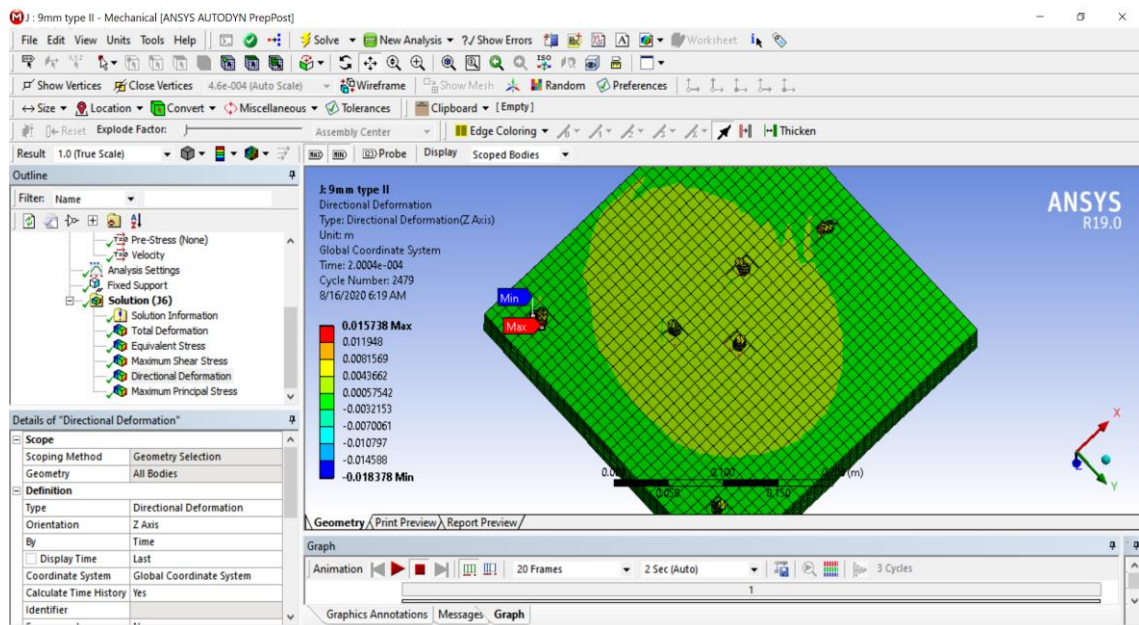 J : 9mm type II - Mechanical [ANSYS AUTODYN PrepPost]
File Edit View Units Tools Help Solve New Analysis ?/ Show Errors Worksheet
Show Vertices Close Vertices 4.6e-004 (Auto Scale) Wireframe Show Mesh Random Preferences
Size Location Convert Miscellaneous Tolerances Clipboard [Empty]
Reset Explode Factor: Assembly Center Edge Coloring Thicken
Result 1.0 (True Scale) Probe Display Scoped Bodies
Outline
Filter: Name
Pre-Stress (None)
Velocity
Analysis Settings
Fixed Support
Solution (J6)
Solution Information
Total Deformation
Equivalent Stress
Maximum Shear Stress
Directional Deformation
Maximum Principal Stress
Details of "Directional Deformation"
Scope
Scoping Method Geometry Selection
Geometry All Bodies
Definition
Type Directional Deformation
Orientation Z Axis
By Time
Display Time Last
Coordinate System Global Coordinate System
Calculate Time History Yes
Identifier
J: 9mm type II
Directional Deformation
Type: Directional Deformation(Z Axis)
Unit: m
Global Coordinate System
Time: 2.0004e-004
Cycle Number: 2479
8/16/2020 6:19 AM
0.015738 Max
0.011948
0.0081569
0.0043662
0.00057542
-0.0032153
-0.0070061
-0.010797
-0.014588
-0.018378 Min
Min
Max
ANSYS
R19.0
X
Y
0.100 (m)
0.050 0.150
Geometry Print Preview Report Preview
Graph
Animation 20 Frames 2 Sec (Auto) 3 Cycles
1
Graphics Annotations Messages Graph